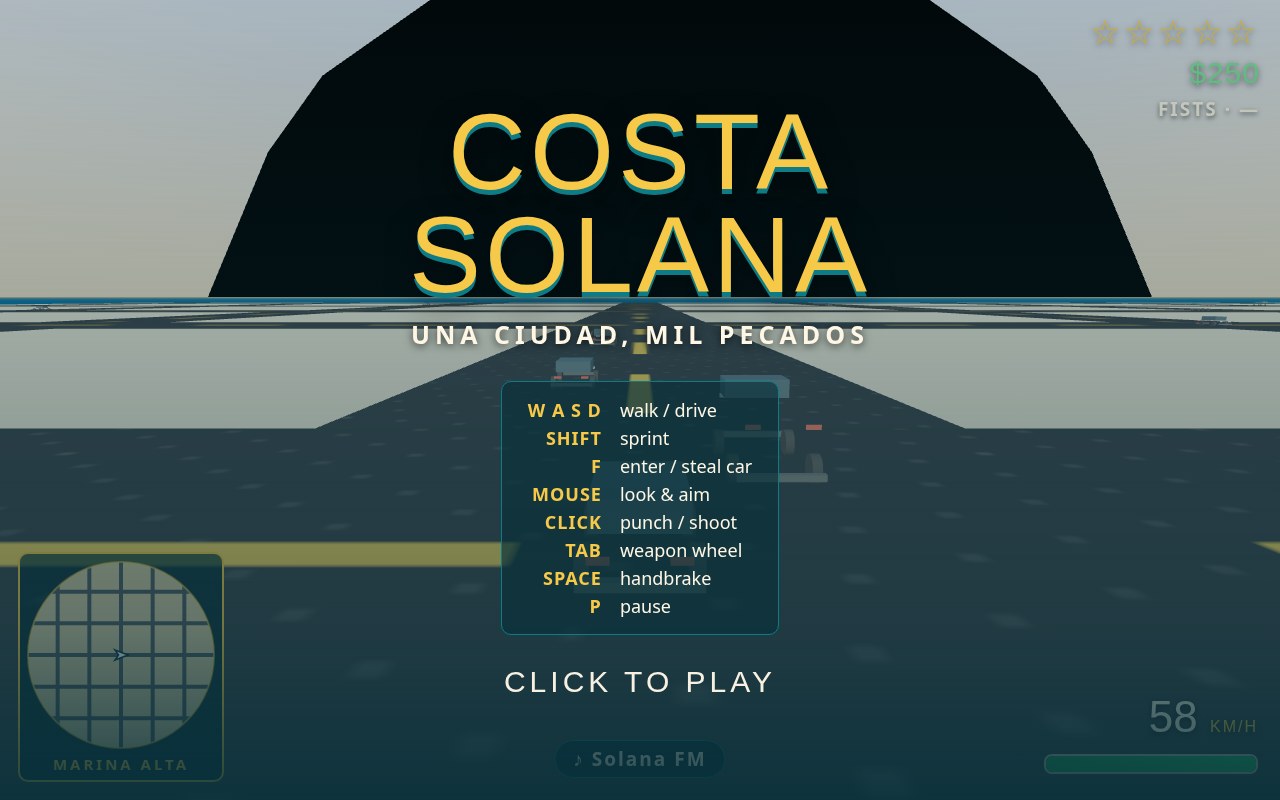 ☆☆☆☆☆
$250
FISTS · —
COSTA
SOLANA
UNA CIUDAD, MIL PECADOS
W A S D walk / drive
SHIFT sprint
F enter / steal car
MOUSE look & aim
CLICK punch / shoot
TAB weapon wheel
SPACE handbrake
P pause
CLICK TO PLAY
MARINA ALTA
♪ Solana FM
58 KM/H